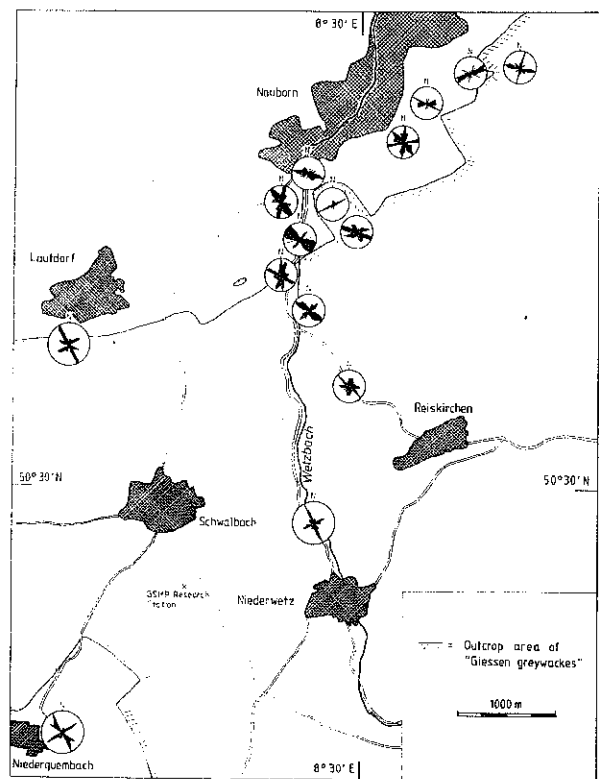 8° 30' E
Nauborn
N
N
N
N
N
N
N
N
Laufdorf
Reiskirchen
Wetzbach
50° 30' N
50° 30' N
Schwalbach
N
GSHP Research
Station
Niederwetz
Outcrop area of
"Giessen greywackes"
1000 m
Niederquembach
8° 30' E